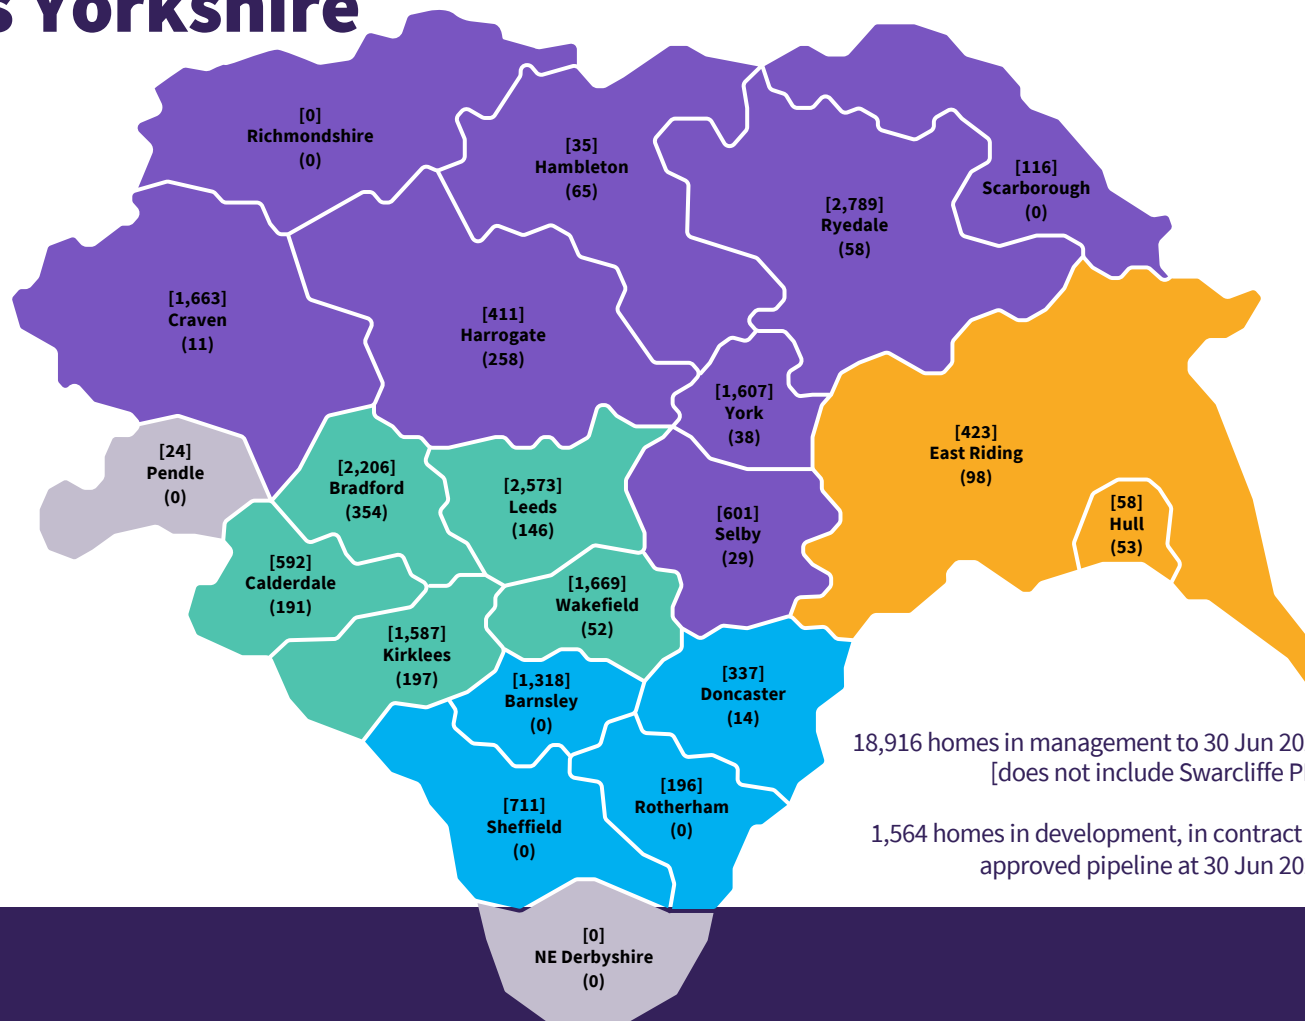 s Yorkshire
[0]
Richmondshire
(0)
[35]
Hambleton
(65)
[2,789]
Ryedale
(58)
[116]
Scarborough
(0)
[1,663]
Craven
(11)
[411]
Harrogate
(258)
[1,607]
York
(38)
[423]
East Riding
(98)
[24]
Pendle
(0)
[2,206]
Bradford
(354)
[2,573]
Leeds
(146)
[601]
Selby
(29)
[58]
Hull
(53)
[592]
Calderdale
(191)
[1,669]
Wakefield
(52)
[1,587]
Kirklees
(197)
[1,318]
Barnsley
(0)
[337]
Doncaster
(14)
[711]
Sheffield
(0)
[196]
Rotherham
(0)
[0]
NE Derbyshire
(0)
18,916 homes in management to 30 Jun 20
[does not include Swarcliffe P
1,564 homes in development, in contract
approved pipeline at 30 Jun 20